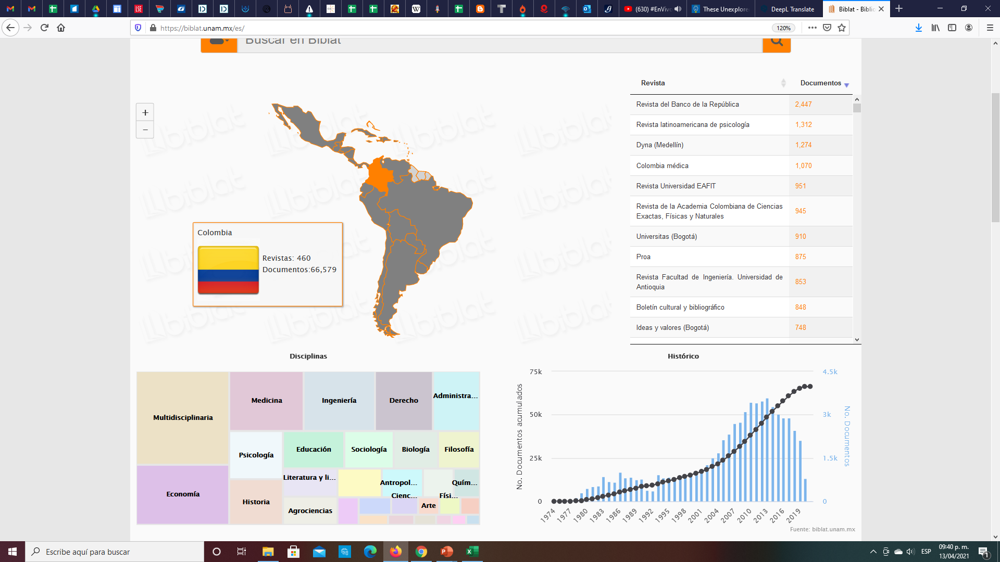 (630) #EnVivo
These Unexplore
DeepL Translate
Biblat - Biblio
https://biblat.unam.mx/es/
120%
Buscar en Biblat
+
−
Colombia
Revistas: 460
Documentos:66,579
Revista Documentos
Revista del Banco de la República 2,447
Revista latinoamericana de psicología 1,312
Dyna (Medellín) 1,274
Colombia médica 1,070
Revista Universidad EAFIT 951
Revista de la Academia Colombiana de Ciencias
Exactas, Físicas y Naturales 945
Universitas (Bogotá) 910
Proa 875
Revista Facultad de Ingeniería. Universidad de
Antioquia 853
Boletín cultural y bibliográfico 848
Ideas y valores (Bogotá) 748
biblat
Disciplinas
Multidisciplinaria
Medicina
Ingeniería
Derecho
Administra...
Psicología
Educación
Sociología
Biología
Filosofía
Economía
Literatura y li...
Antropol...
Quím...
Cienc...
Físi...
Historia
Agrociencias
Arte
Histórico
No. Documentos acumulados
75k
50k
25k
0
4.5k
3k
1.5k
0
No. Documentos
1974 1977 1980 1983 1986 1989 1992 1995 1998 2001 2004 2007 2010 2013 2016 2019
Fuente: biblat.unam.mx
Escribe aquí para buscar
ESP
09:40 p. m.
13/04/2021
1